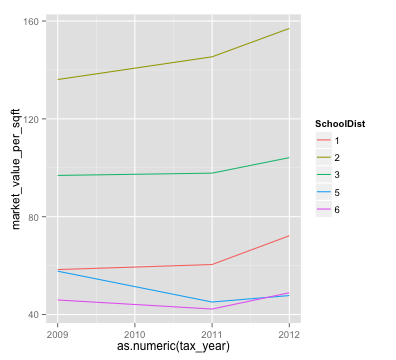 160
120
80
40
market_value_per_sqft
2009 2010 2011 2012
as.numeric(tax_year)
SchoolDist
1
2
3
5
6